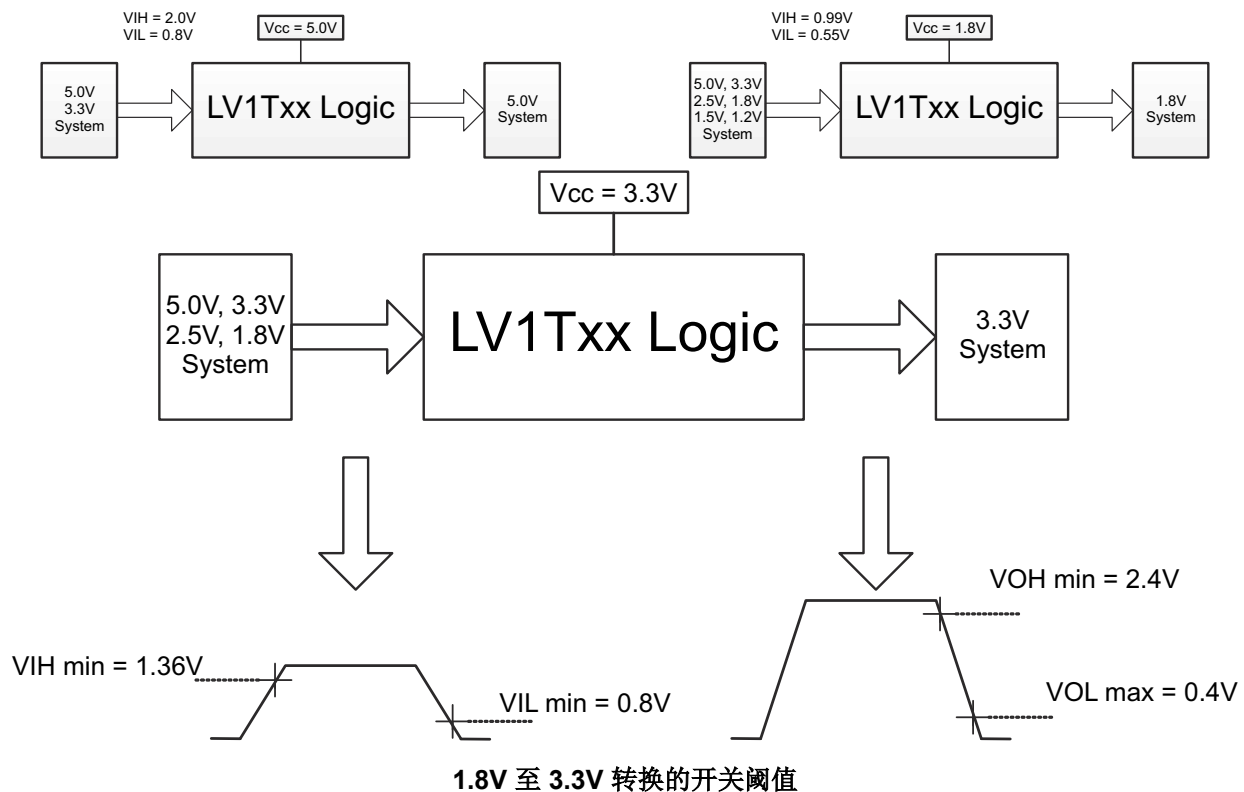 VIH = 2.0V
VIL = 0.8V
Vcc = 5.0V
5.0V
3.3V
System
LV1Txx Logic
5.0V
System
VIH = 0.99V
VIL = 0.55V
Vcc = 1.8V
5.0V, 3.3V
2.5V, 1.8V
1.5V, 1.2V
System
LV1Txx Logic
1.8V
System
Vcc = 3.3V
5.0V, 3.3V
2.5V, 1.8V
System
LV1Txx Logic
3.3V
System
VIH min = 1.36V
VIL min = 0.8V
VOH min = 2.4V
VOL max = 0.4V
1.8V 至 3.3V 转换的开关阈值